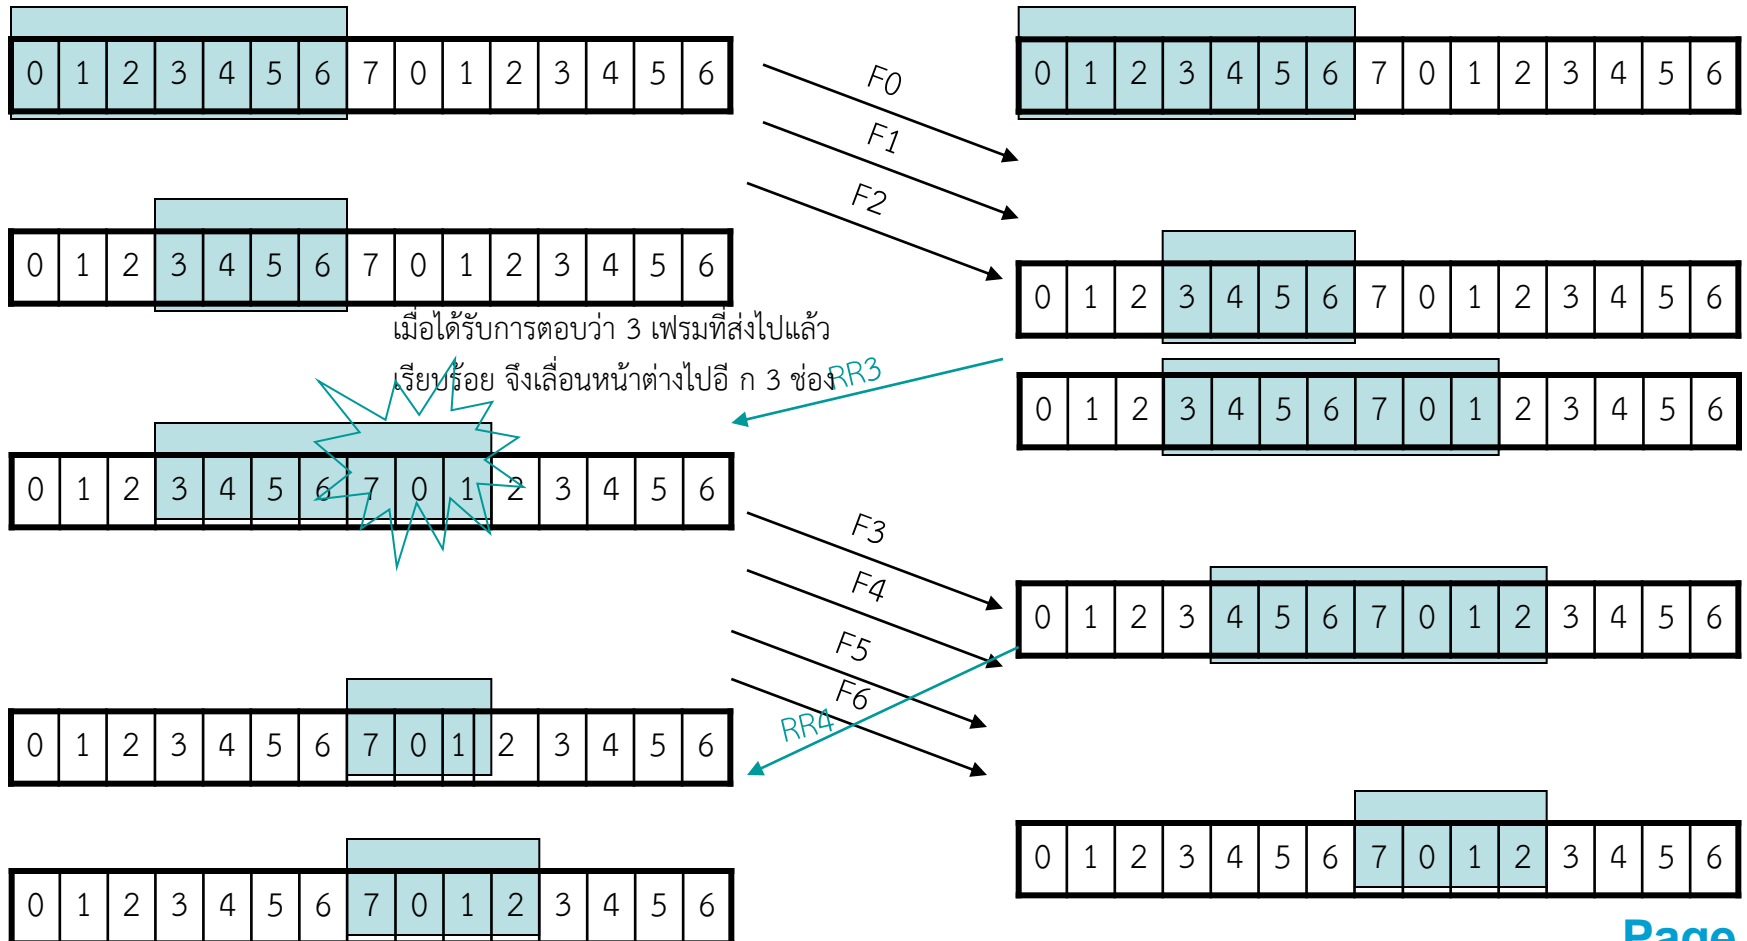 0 1 2 3 4 5 6 7 0 1 2 3 4 5 6
0 1 2 3 4 5 6 7 0 1 2 3 4 5 6
F0
F1
F2
0 1 2 3 4 5 6 7 0 1 2 3 4 5 6
0 1 2 3 4 5 6 7 0 1 2 3 4 5 6
เมื่อได้รับการตอบว่า 3 เฟรมที่ส่งไปแล้ว
เรียบร้อย จึงเลื่อนหน้าต่างไปอี ก 3 ช่อง
RR3
0 1 2 3 4 5 6 7 0 1 2 3 4 5 6
0 1 2 3 4 5 6 7 0 1 2 3 4 5 6
F3
F4
0 1 2 3 4 5 6 7 0 1 2 3 4 5 6
F5
F6
RR4
0 1 2 3 4 5 6 7 0 1 2 3 4 5 6
0 1 2 3 4 5 6 7 0 1 2 3 4 5 6
0 1 2 3 4 5 6 7 0 1 2 3 4 5 6
Page